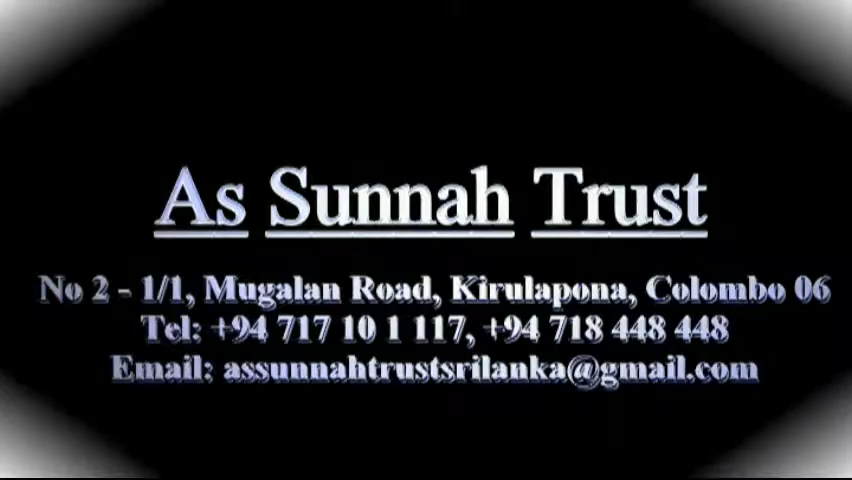 As Sunnah Trust
No 2 - 1/1, Mugalan Road, Kirulapona, Colombo 06
Tel: +94 717 10 1 117, +94 718 448 448
Email: assunnahtrustsrilanka@gmail.com